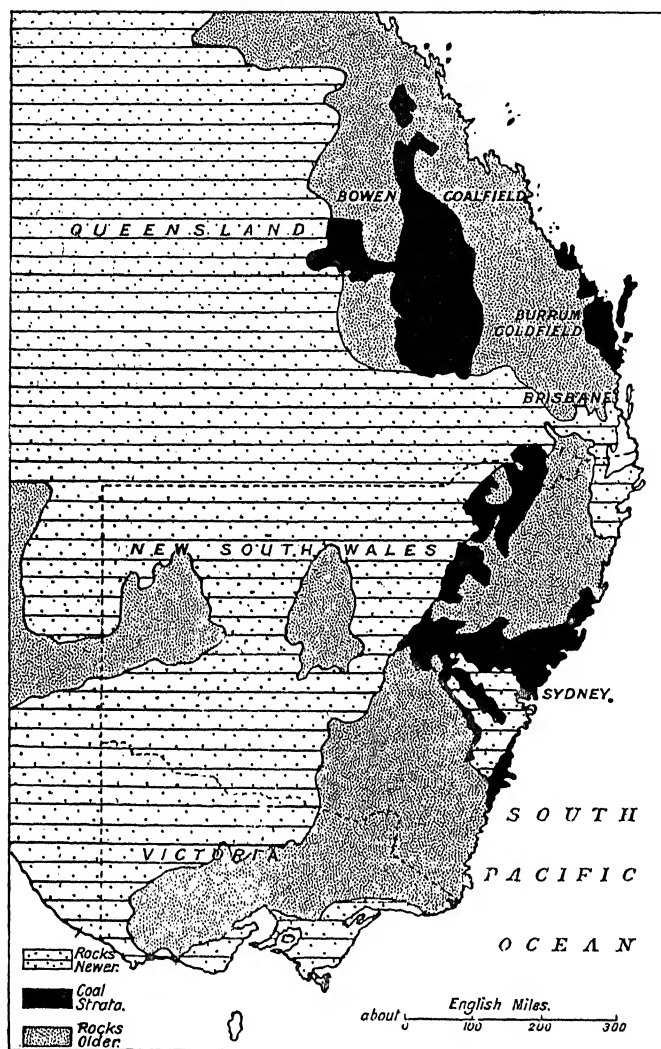 BOWEN COALFIELD
QUEENSLAND
BURRUM
COLDFIELD
BRISBANE
NEW SOUTH WALES
SYDNEY.
SOUTH
VICTORIA
PACIFIC
OCEAN
Rocks
Newer.
Coal
Strata.
Rocks
Older.
about English Miles.
0 100 200 300